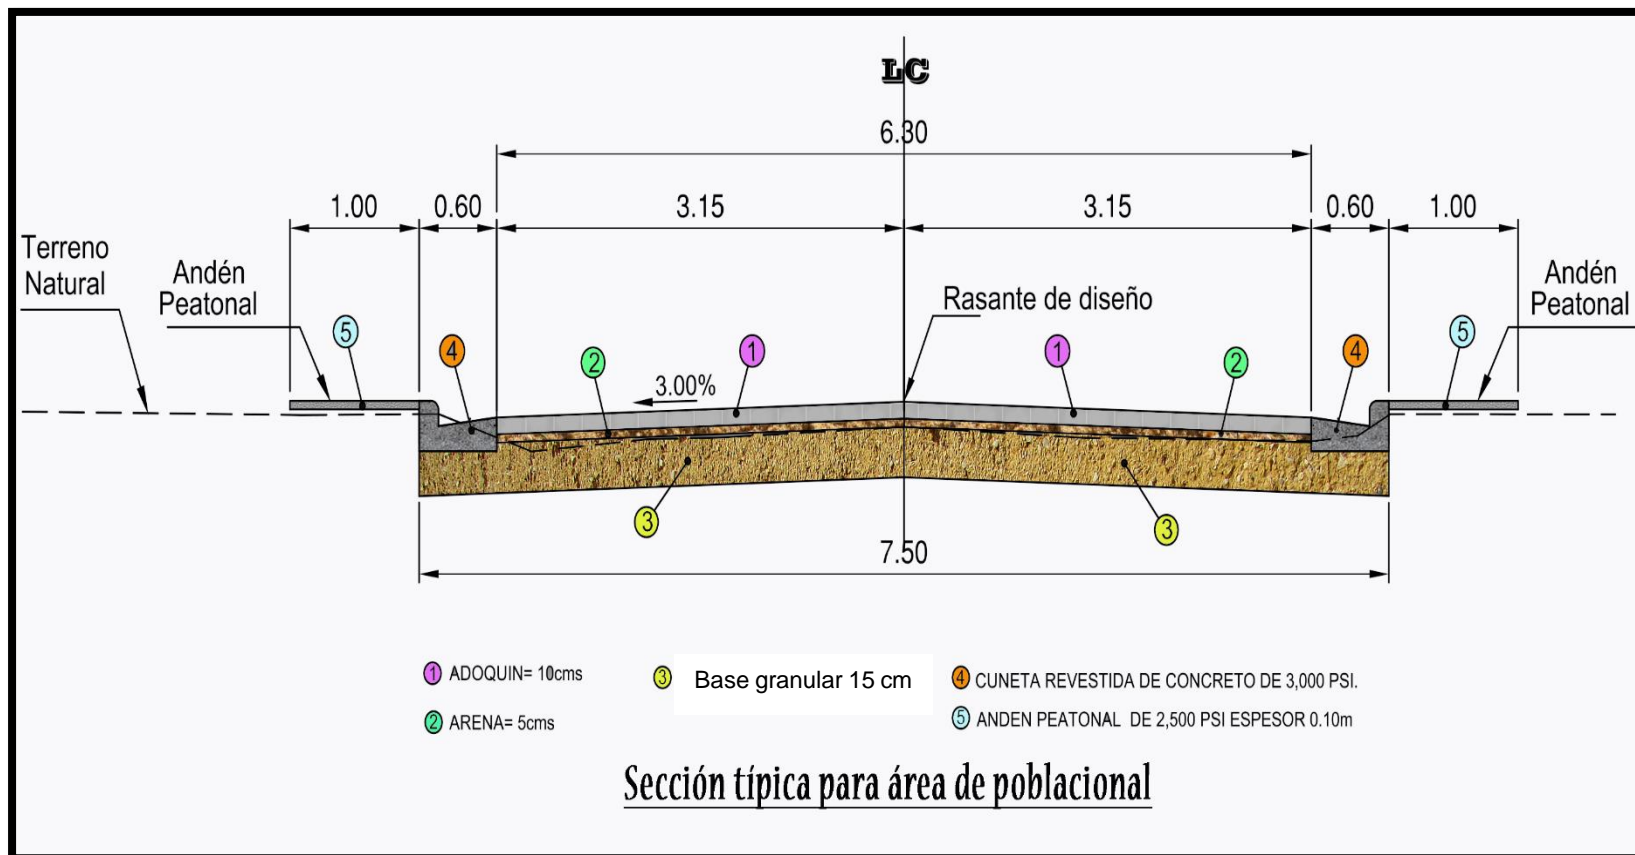 LC
6.30
1.00 0.60 3.15 3.15 0.60 1.00
Terreno
Natural
Andén
Peatonal
Rasante de diseño
Andén
Peatonal
5 4 2 1 3.00% 1 2 4 5
3 3
7.50
1 ADOQUIN= 10cms
2 ARENA= 5cms
3 Base granular 15 cm
4 CUNETA REVESTIDA DE CONCRETO DE 3,000 PSI.
5 ANDEN PEATONAL DE 2,500 PSI ESPESOR 0.10m
Sección típica para área de poblacional